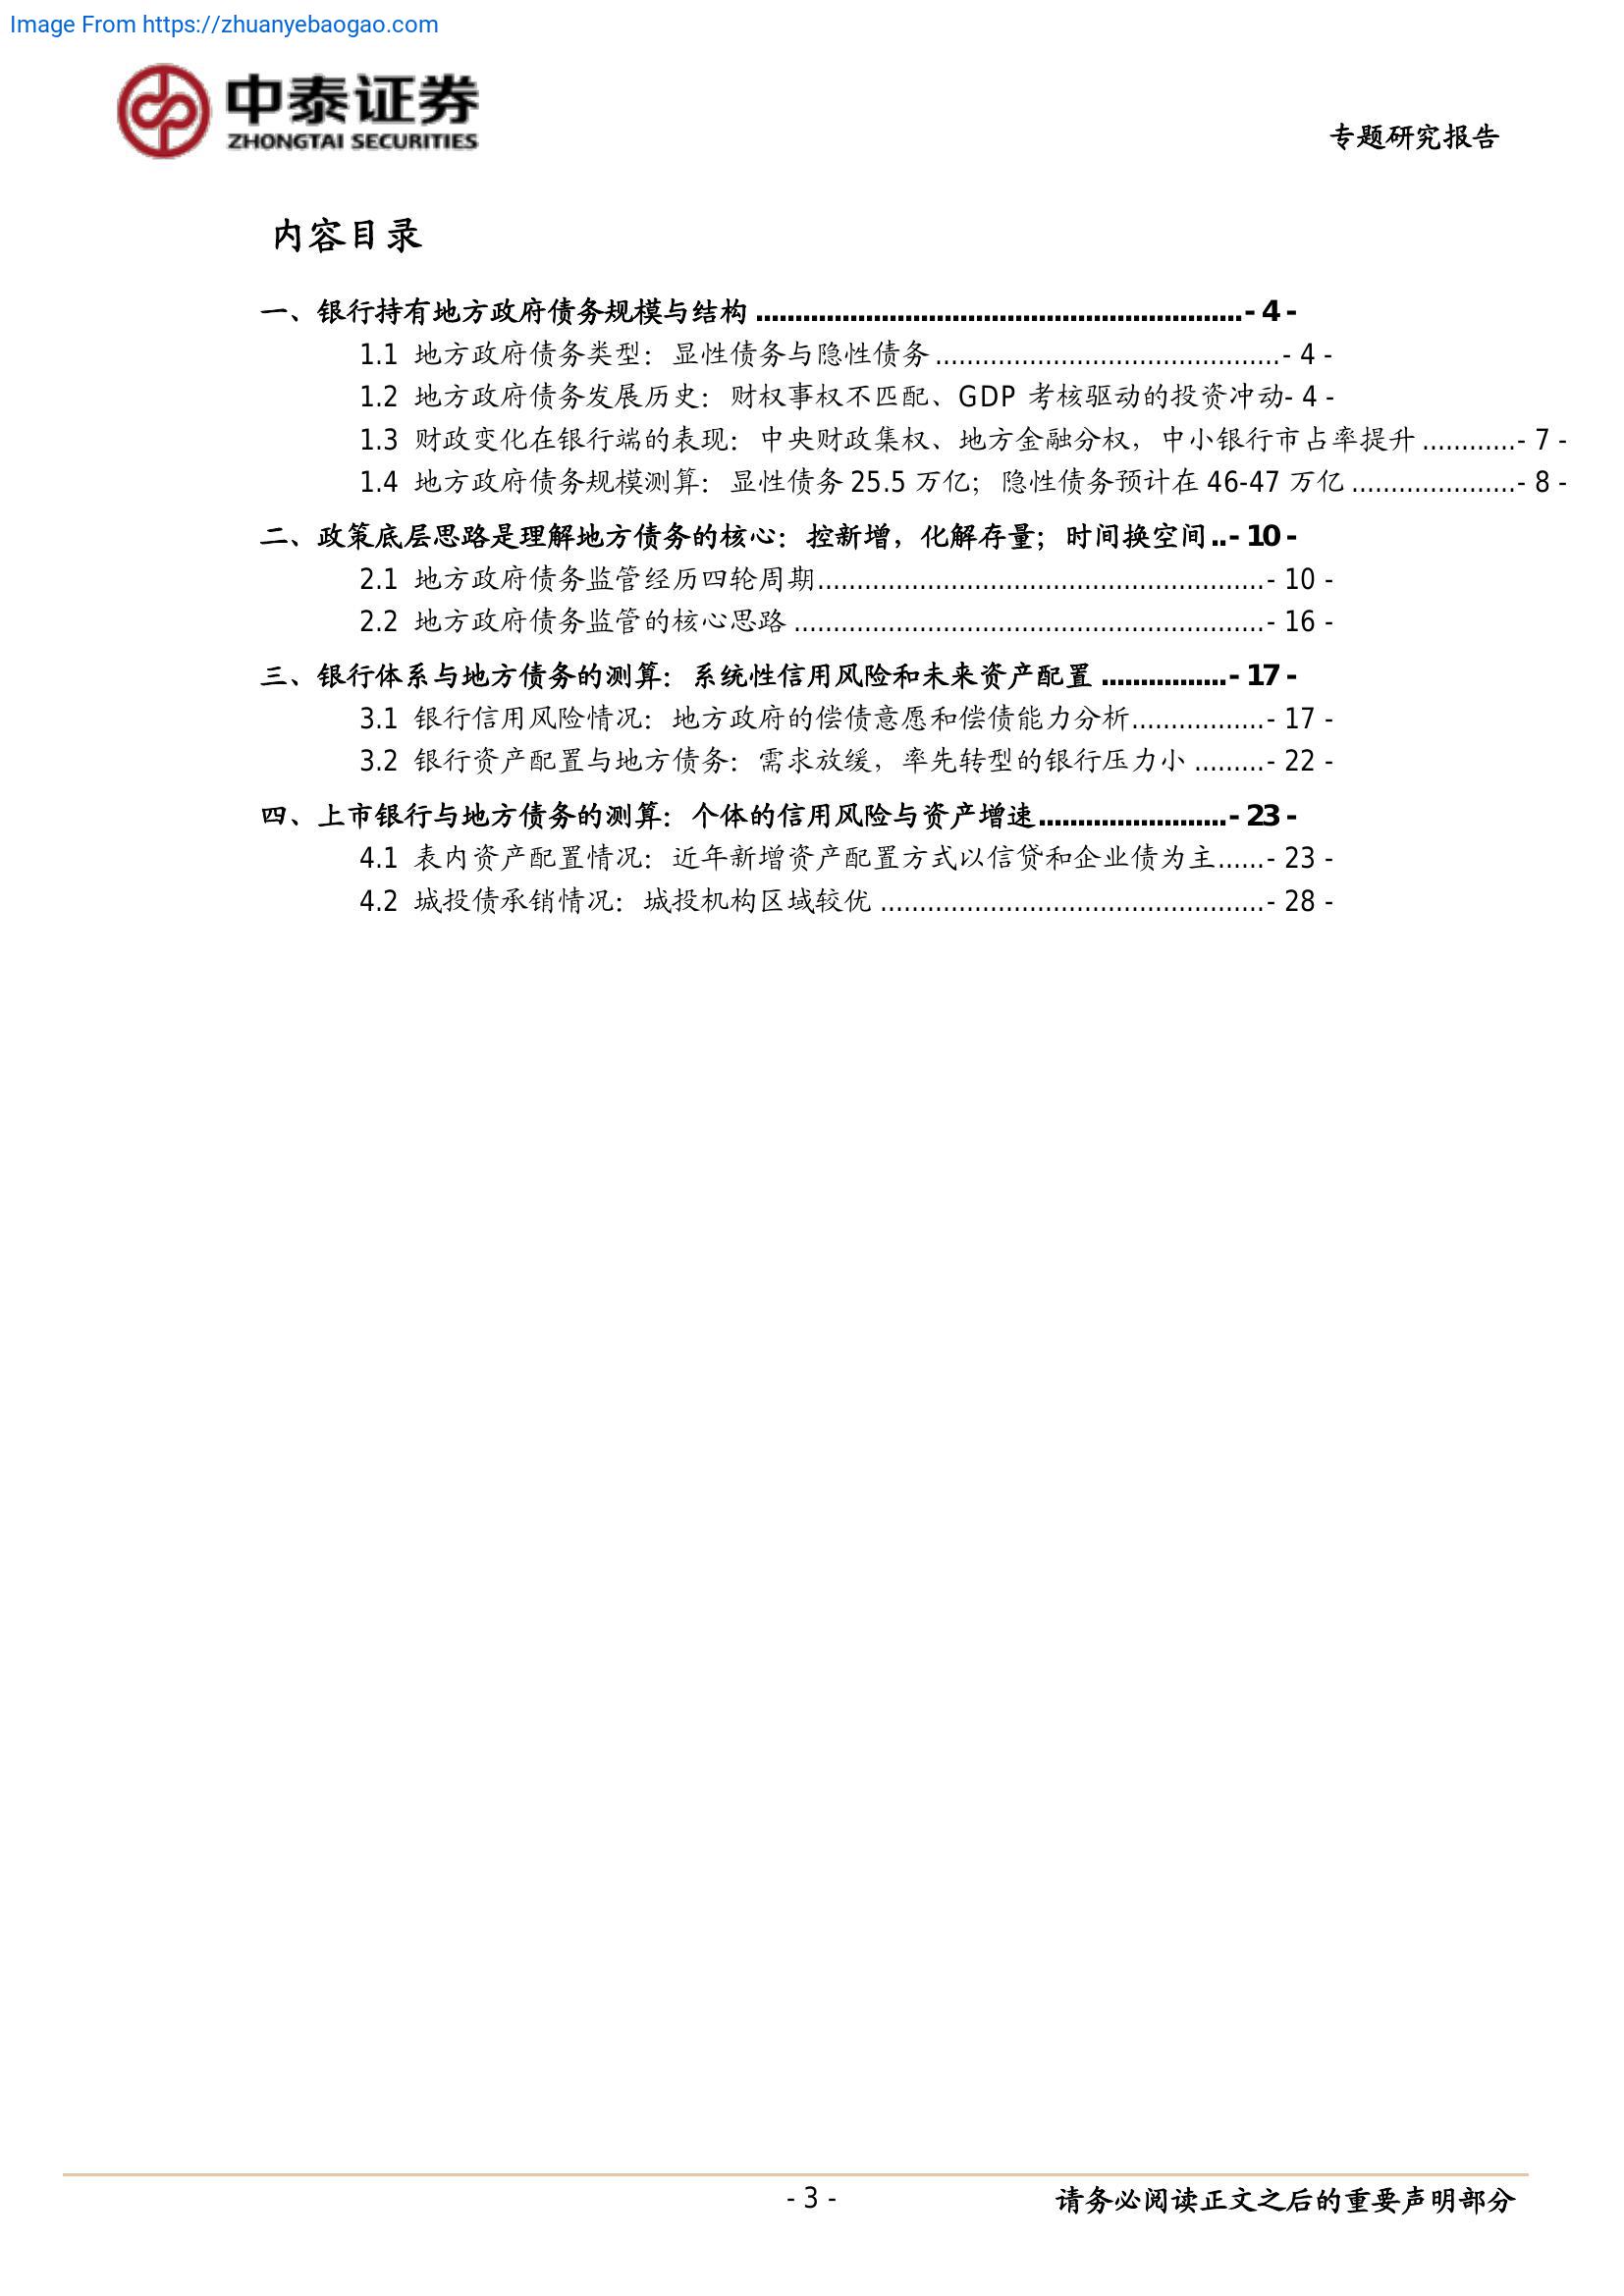 Image From https://zhuanyebaogao.com
中泰证券
ZHONGTAI SECURITIES
专题研究报告
内容目录
一、银行持有地方政府债务规模与结构 ..............................................................- 4 -
1.1 地方政府债务类型：显性债务与隐性债务............................................- 4 -
1.2 地方政府债务发展历史：财权事权不匹配、GDP 考核驱动的投资冲动- 4 -
1.3 财政变化在银行端的表现：中央财政集权、地方金融分权，中小银行市占率提升............- 7 -
1.4 地方政府债务规模测算：显性债务 25.5 万亿；隐性债务预计在 46-47 万亿.....................- 8 -
二、政策底层思路是理解地方债务的核心：控新增，化解存量；时间换空间..- 10 -
2.1 地方政府债务监管经历四轮周期.........................................................- 10 -
2.2 地方政府债务监管的核心思路............................................................- 16 -
三、银行体系与地方债务的测算：系统性信用风险和未来资产配置 ................- 17 -
3.1 银行信用风险情况：地方政府的偿债意愿和偿债能力分析.................- 17 -
3.2 银行资产配置与地方债务：需求放缓，率先转型的银行压力小.........- 22 -
四、上市银行与地方债务的测算：个体的信用风险与资产增速........................- 23 -
4.1 表内资产配置情况：近年新增资产配置方式以信贷和企业债为主......- 23 -
4.2 城投债承销情况：城投机构区域较优.................................................- 28 -
- 3 -
请务必阅读正文之后的重要声明部分